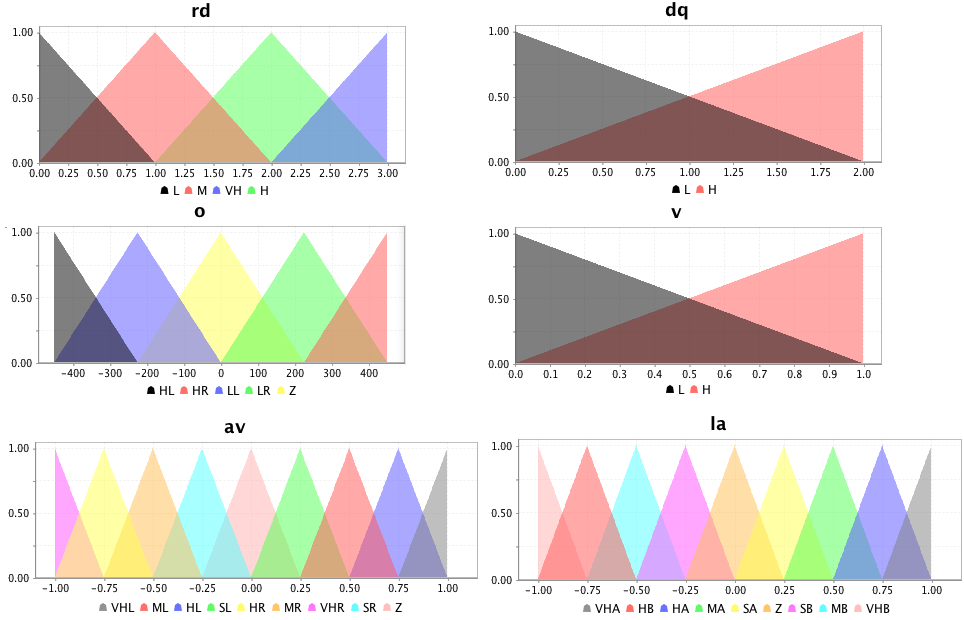 rd
1.00
0.50
0.00
0.00 0.25 0.50 0.75 1.00 1.25 1.50 1.75 2.00 2.25 2.50 2.75 3.00
L M VH H
dq
1.00
0.50
0.00
0.00 0.25 0.50 0.75 1.00 1.25 1.50 1.75 2.00
L H
o
1.00
0.50
0.00
-400 -300 -200 -100 0 100 200 300 400
HL HR LL LR Z
v
1.00
0.50
0.00
0.0 0.1 0.2 0.3 0.4 0.5 0.6 0.7 0.8 0.9 1.0
L H
av
1.00
0.50
0.00
-1.00 -0.75 -0.50 -0.25 0.00 0.25 0.50 0.75 1.00
VHL ML HL SL HR MR VHR SR Z
la
1.00
0.50
0.00
-1.00 -0.75 -0.50 -0.25 0.00 0.25 0.50 0.75 1.00
VHA HB HA MA SA Z SB MB VHB